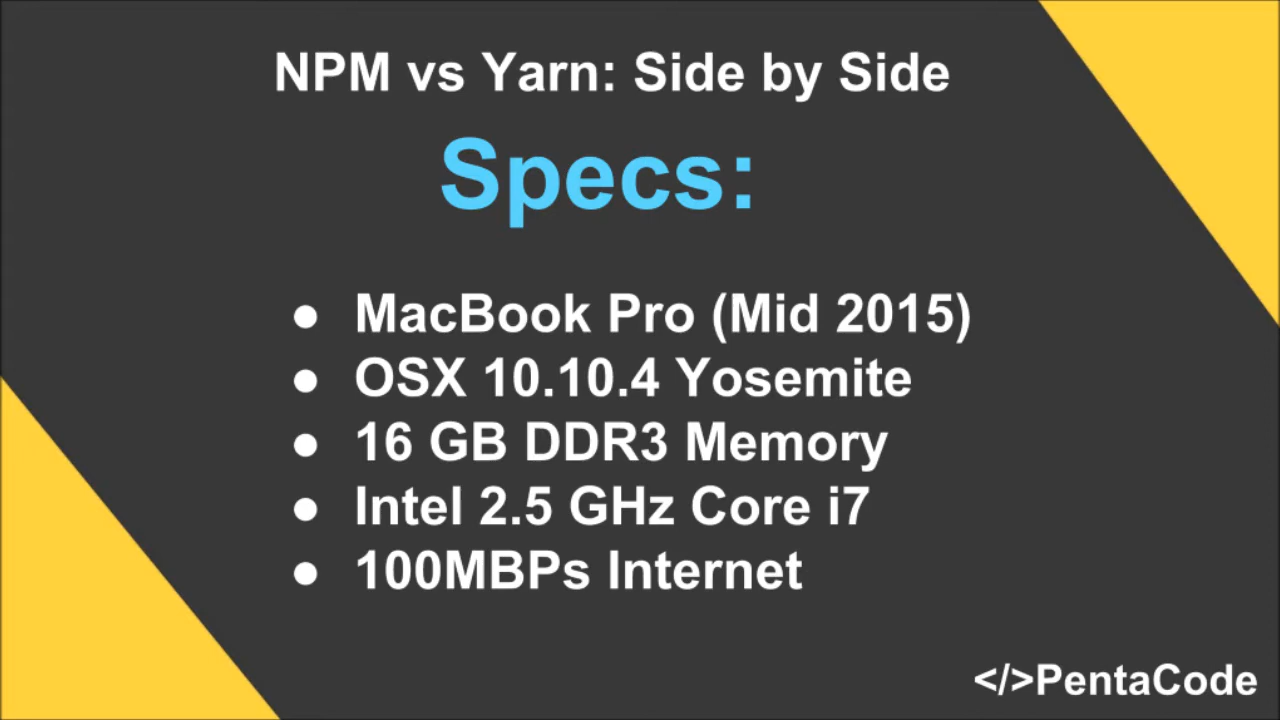 NPM vs Yarn: Side by Side
Specs:
● MacBook Pro (Mid 2015)
● OSX 10.10.4 Yosemite
● 16 GB DDR3 Memory
● Intel 2.5 GHz Core i7
● 100MBPs Internet
</>PentaCode